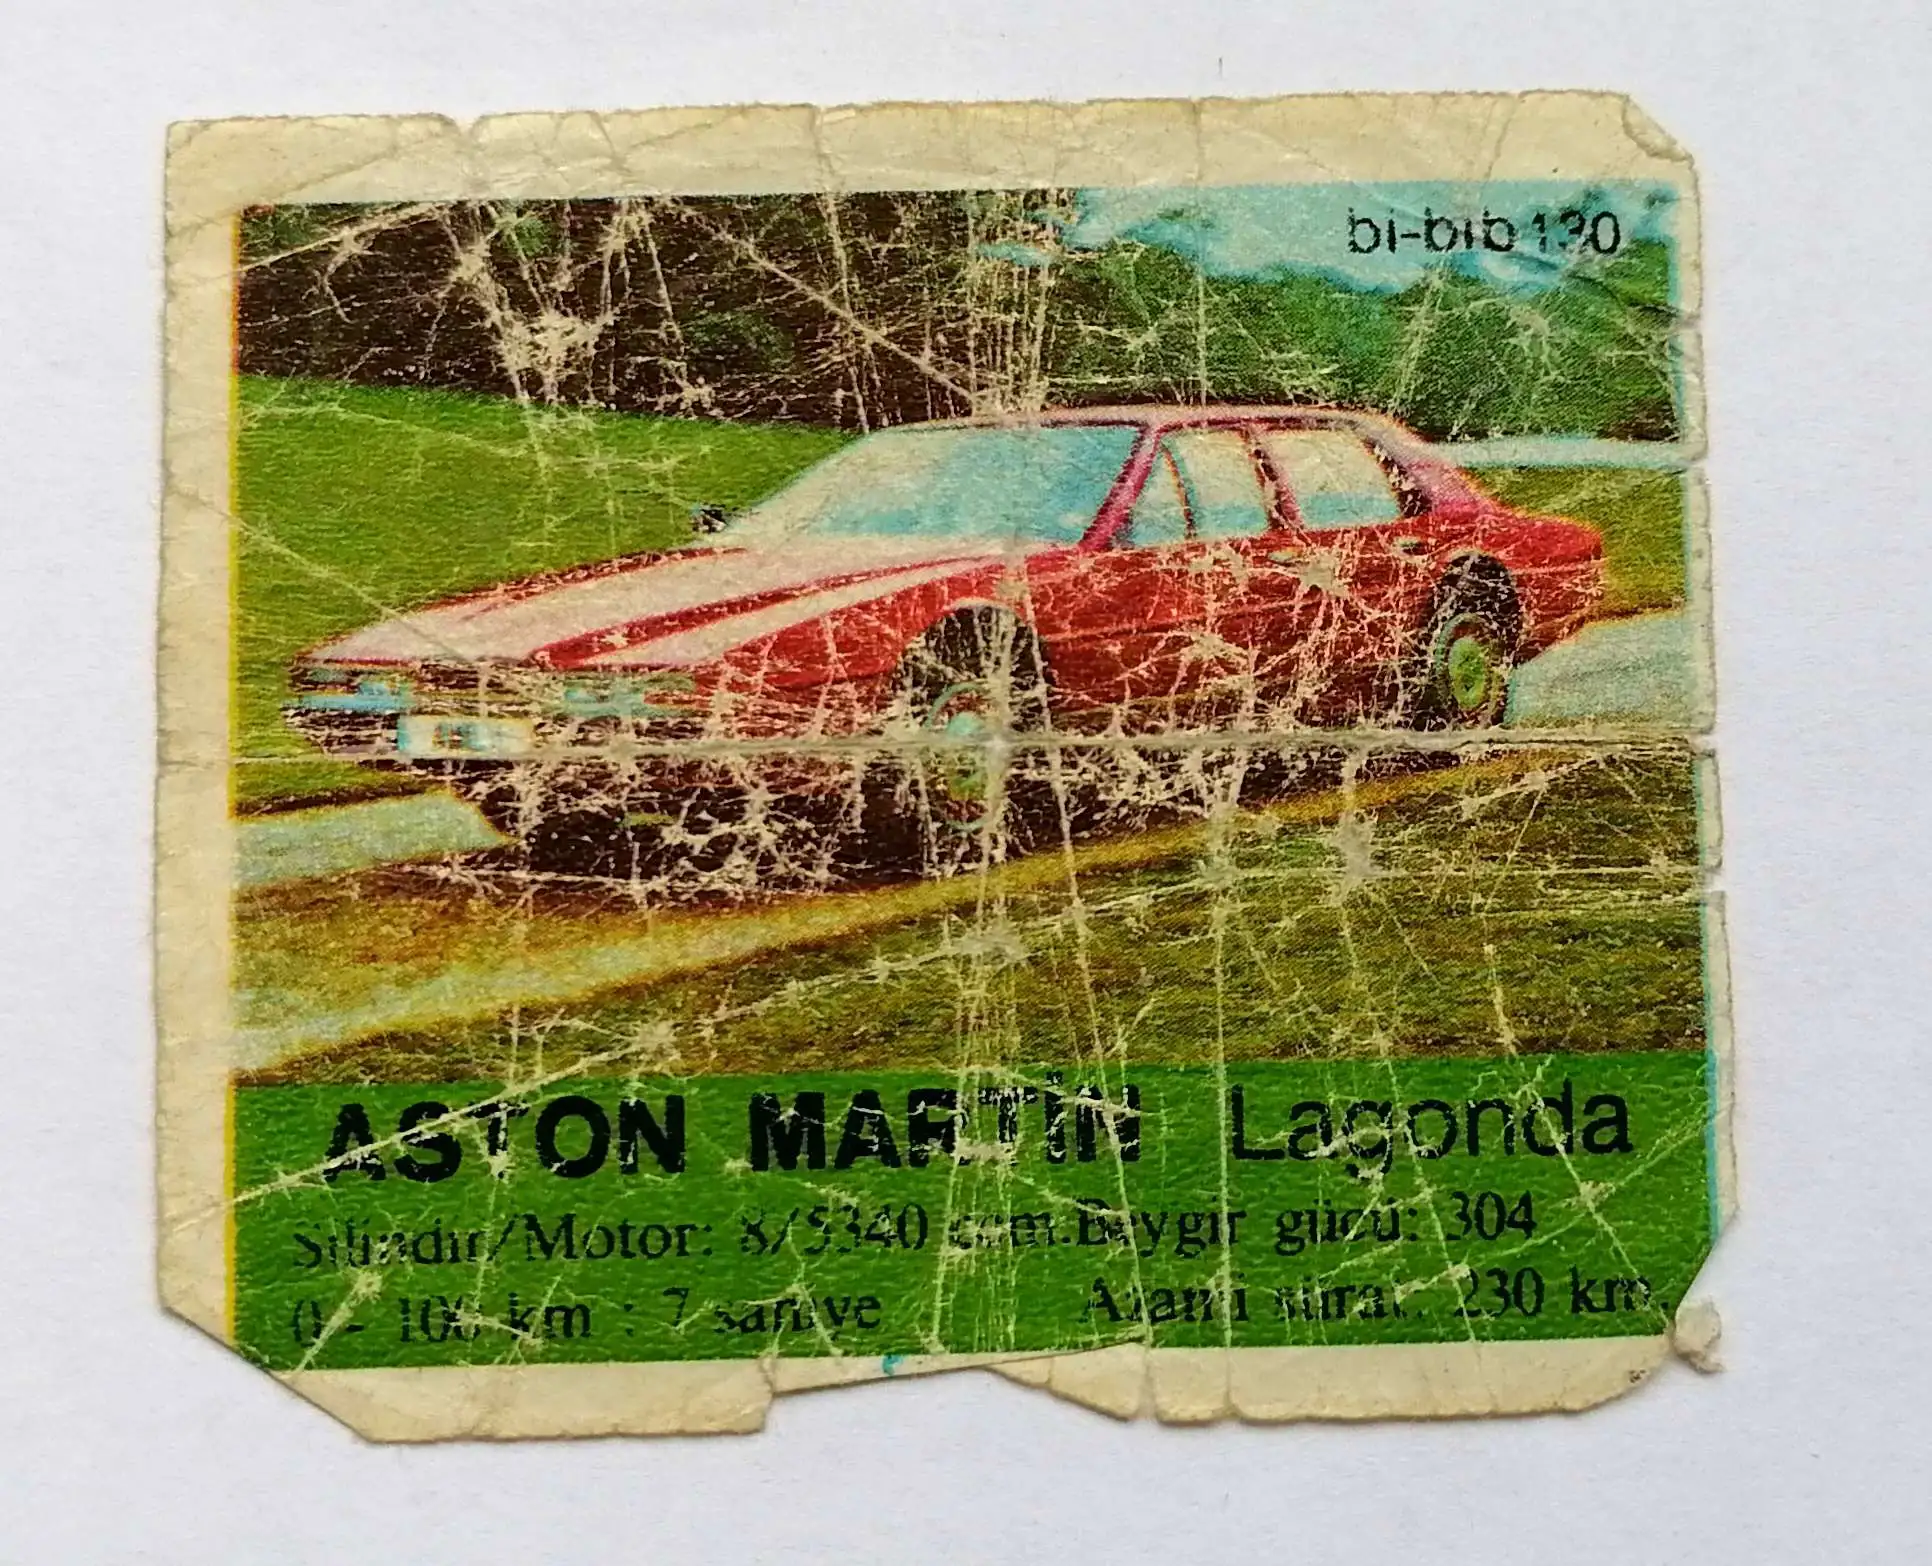 bi-bib 130
ASTON MARTİN Lagonda
Silindir/Motor: 8/5340 ccm. Beygir gücü: 304
0 - 100 km : 7 saniye Azami sürat: 230 km.